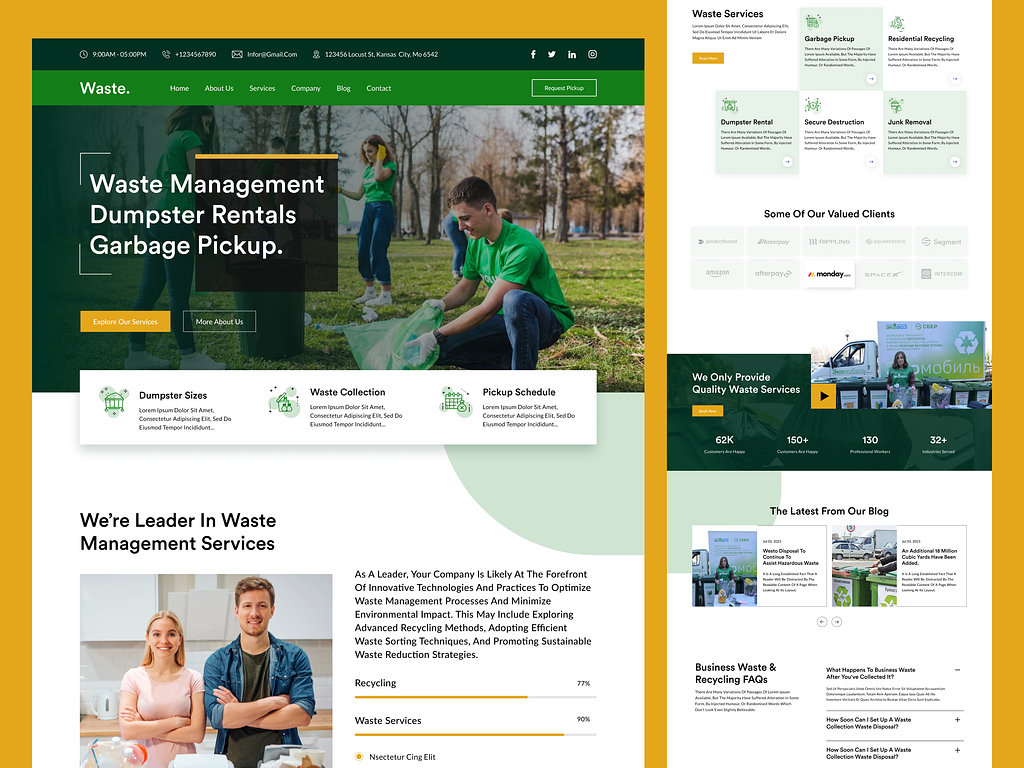 9:00AM - 05:00PM
+1234567890
Infor@Gmail.Com
123456 Locust St, Kansas City, Mo 6542
Waste.
Home
About Us
Services
Company
Blog
Contact
Request Pickup
Waste Management
Dumpster Rentals
Garbage Pickup.
Explore Our Services
More About Us
Dumpster Sizes
Lorem Ipsum Dolor Sit Amet,
Consectetur Adipiscing Elit, Sed Do
Eiusmod Tempor Incididunt...
Waste Collection
Lorem Ipsum Dolor Sit Amet,
Consectetur Adipiscing Elit, Sed Do
Eiusmod Tempor Incididunt...
Pickup Schedule
Lorem Ipsum Dolor Sit Amet,
Consectetur Adipiscing Elit, Sed Do
Eiusmod Tempor Incididunt...
We're Leader In Waste
Management Services
As A Leader, Your Company Is Likely At The Forefront
Of Innovative Technologies And Practices To Optimize
Waste Management Processes And Minimize
Environmental Impact. This May Include Exploring
Advanced Recycling Methods, Adopting Efficient
Waste Sorting Techniques, And Promoting Sustainable
Waste Reduction Strategies.
Recycling
77%
Waste Services
90%
Nsectetur Cing Elit
Waste Services
Lorem Ipsum Dolor Sit Amet, Consectetur Adipiscing Elit,
Sed Do Eiusmod Tempor Incididunt Ut Labore Et Dolore
Magna Aliqua Ut Enim Ad Minim Veniam
Read More
Garbage Pickup
There Are Many Variations Of Passages Of
Lorem Ipsum Available, But The Majority Have
Suffered Alteration In Some Form, By Injected
Humour, Or Randomised Words.
Residential Recycling
There Are Many Variations Of Passages Of
Lorem Ipsum Available, But The Majority Have
Suffered Alteration In Some Form, By Injected
Humour, Or Randomised Words.
Dumpster Rental
There Are Many Variations Of Passages Of
Lorem Ipsum Available, But The Majority Have
Suffered Alteration In Some Form, By Injected
Humour, Or Randomised Words.
Secure Destruction
There Are Many Variations Of Passages Of
Lorem Ipsum Available, But The Majority Have
Suffered Alteration In Some Form, By Injected
Humour, Or Randomised Words.
Junk Removal
There Are Many Variations Of Passages Of
Lorem Ipsum Available, But The Majority Have
Suffered Alteration In Some Form, By Injected
Humour, Or Randomised Words.
Some Of Our Valued Clients
productboard
Razorpay
RIPPLING
SQUARESPACE
Segment
amazon
afterpay
monday.com
SPACEX
INTERCOM
We Only Provide
Quality Waste Services
Book Now
СБЕР
62K
Customers Are Happy
150+
Customers Are Happy
130
Professional Workers
32+
Industries Served
The Latest From Our Blog
Jul 03, 2023
Westo Disposal To
Continue To
Assist Hazardous Waste
It Is A Long Established Fact That A
Reader Will Be Distracted By The
Readable Content Of A Page When
Looking At Its Layout.
Jul 03, 2023
An Additional 18 Million
Cubic Yards Have Been
Added.
It Is A Long Established Fact That A
Reader Will Be Distracted By The
Readable Content Of A Page When
Looking At Its Layout.
Business Waste &
Recycling FAQs
There Are Many Variations Of Passages Of Lorem Ipsum
Available, But The Majority Have Suffered Alteration In Some
Form, By Injected Humour, Or Randomised Words Which
Don't Look Even Slightly Believable.
What Happens To Business Waste
After You've Collected It?
Sed Ut Perspiciatis Unde Omnis Iste Natus Error Sit Voluptatem Accusantium
Doloremque Laudantium, Totam Rem Aperiam, Eaque Ipsa Quae Ab Illo
Inventore Veritatis Et Quasi Architecto Beatae Vitae Dicta Sunt Explicabo.
How Soon Can I Set Up A Waste
Collection Waste Disposal?
How Soon Can I Set Up A Waste
Collection Waste Disposal?